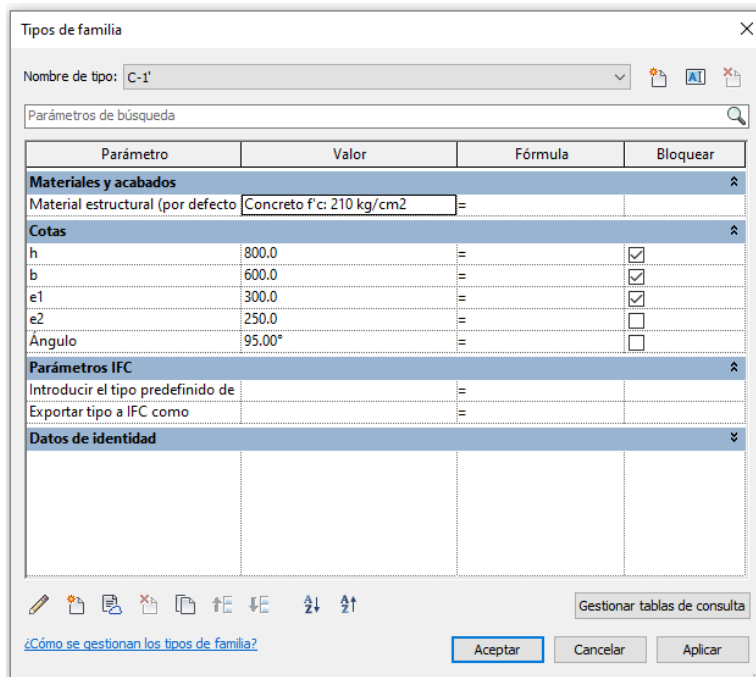 Tipos de familia
Nombre de tipo: C-1'
Parámetros de búsqueda
Parámetro Valor Fórmula Bloquear
Materiales y acabados
Material estructural (por defecto Concreto f'c: 210 kg/cm2 =
Cotas
h 800.0 =
b 600.0 =
e1 300.0 =
e2 250.0 =
Ángulo 95.00° =
Parámetros IFC
Introducir el tipo predefinido de =
Exportar tipo a IFC como =
Datos de identidad
Gestionar tablas de consulta
¿Cómo se gestionan los tipos de familia?
Aceptar Cancelar Aplicar